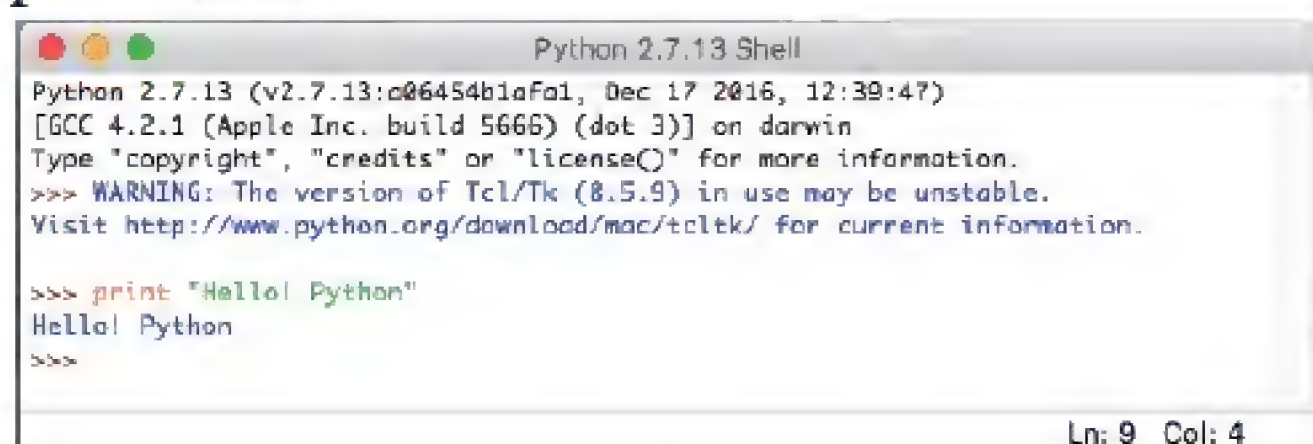 Python 2.7.13 Shell
Python 2.7.13 (v2.7.13:a06454b1afa1, Dec 17 2016, 12:39:47)
[GCC 4.2.1 (Apple Inc. build 5666) (dot 3)] on darwin
Type "copyright", "credits" or "license()" for more information.
>>> WARNING: The version of Tcl/Tk (8.5.9) in use may be unstable.
Visit http://www.python.org/download/mac/tcltk/ for current information.
>>> print "Hello! Python"
Hello! Python
>>>
Ln: 9 Col: 4